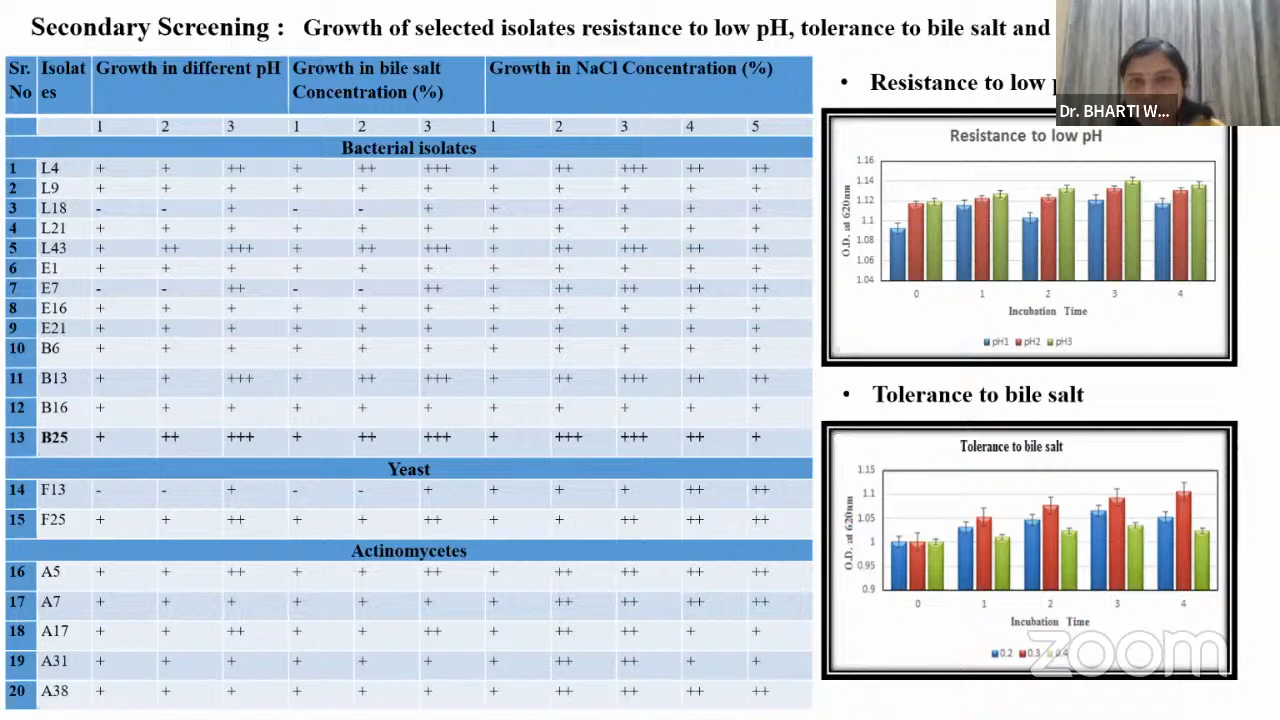 Secondary Screening : Growth of selected isolates resistance to low pH, tolerance to bile salt and
Sr. No Isolat es Growth in different pH Growth in bile salt Concentration (%) Growth in NaCl Concentration (%)
1 2 3 1 2 3 1 2 3 4 5
Bacterial isolates
1 L4 + + ++ + ++ +++ + ++ +++ ++ ++
2 L9 + + + + + + + + + + +
3 L18 - - + - - + + + + + +
4 L21 + + + + + + + + + + +
5 L43 + ++ +++ + ++ +++ + ++ +++ ++ ++
6 E1 + + + + + + + + + + +
7 E7 - - ++ - - ++ + ++ ++ ++ ++
8 E16 + + + + + + + + + + +
9 E21 + + + + + + + + + + +
10 B6 + + + + + + + + + + +
11 B13 + + +++ + ++ +++ + ++ +++ ++ ++
12 B16 + + + + + + + + + + +
13 B25 + ++ +++ + ++ +++ + +++ +++ ++ +
Yeast
14 F13 - - + - - + + + + ++ ++
15 F25 + + ++ + + ++ + + ++ ++ ++
Actinomycetes
16 A5 + + ++ + + ++ + ++ ++ ++ ++
17 A7 + + + + + + + ++ ++ ++ ++
18 A17 + + ++ + + ++ + ++ ++ + +
19 A31 + + + + + + + ++ ++ + +
20 A38 + + + + + + + ++ ++ ++ ++
• Resistance to low
Dr. BHARTI W...
Resistance to low pH
1.16
1.14
1.12
1.1
1.08
1.06
1.04
O.D. at 620nm
0 1 2 3 4
Incubation Time
pH1 pH2 pH3
• Tolerance to bile salt
Tolerance to bile salt
1.15
1.1
1.05
1
0.95
0.9
O.D. at 620nm
0 1 2 3 4
Incubation Time
0.2 0.3 0.4
zoom